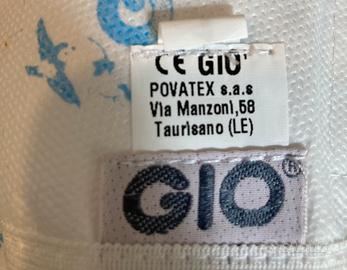 CE GIO'
POVATEX s.a.s
Via Manzoni,58
Taurisano (LE)
GIO®